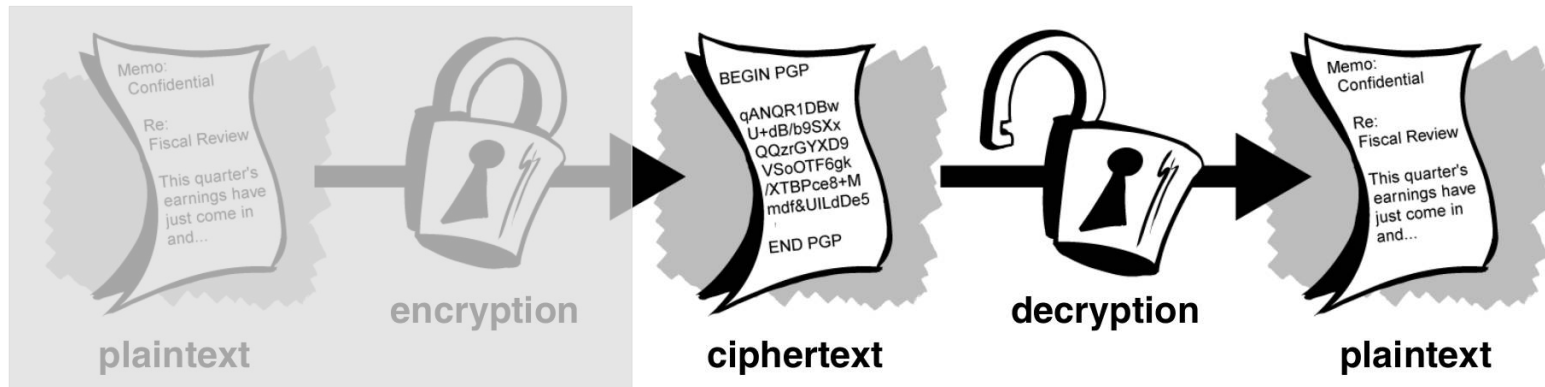 Memo:
Confidential
Re:
Fiscal Review
This quarter's
earnings have
just come in
and...
plaintext
encryption
BEGIN PGP
qANQR1DBw
U+dB/b9SXx
QQzrGYXD9
VSoOTF6gk
/XTBPce8+M
mdf&UILdDe5
END PGP
ciphertext
decryption
Memo:
Confidential
Re:
Fiscal Review
This quarter's
earnings have
just come in
and...
plaintext